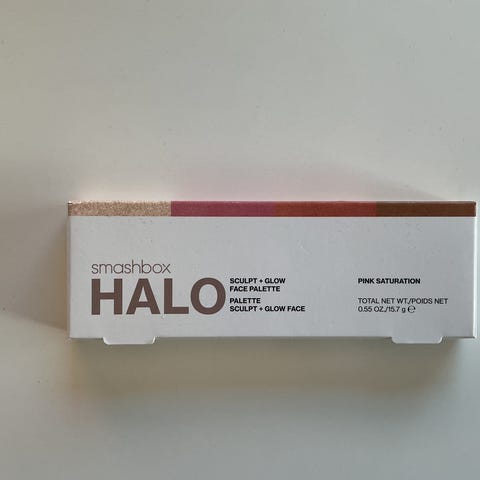 smashbox
HALO
SCULPT + GLOW
FACE PALETTE
PALETTE
SCULPT + GLOW FACE
PINK SATURATION
TOTAL NET WT./POIDS NET
0.55 OZ./15.7 g ℮